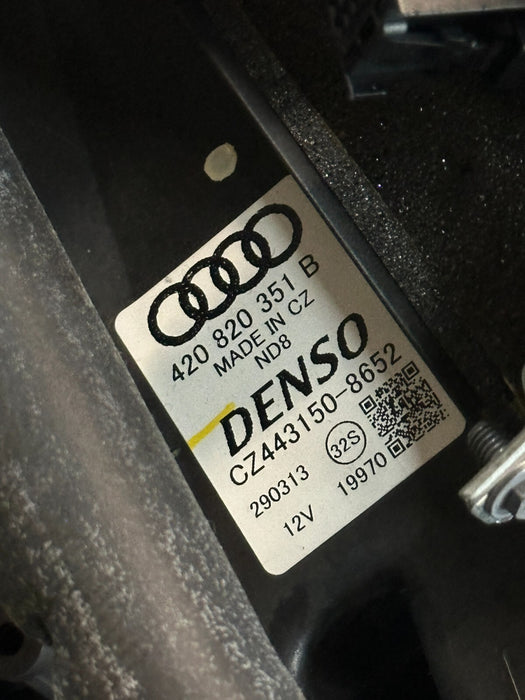 420 820 351 B
MADE IN CZ
ND8
DENSO
CZ443150-8652
290313 32S 19970
12V